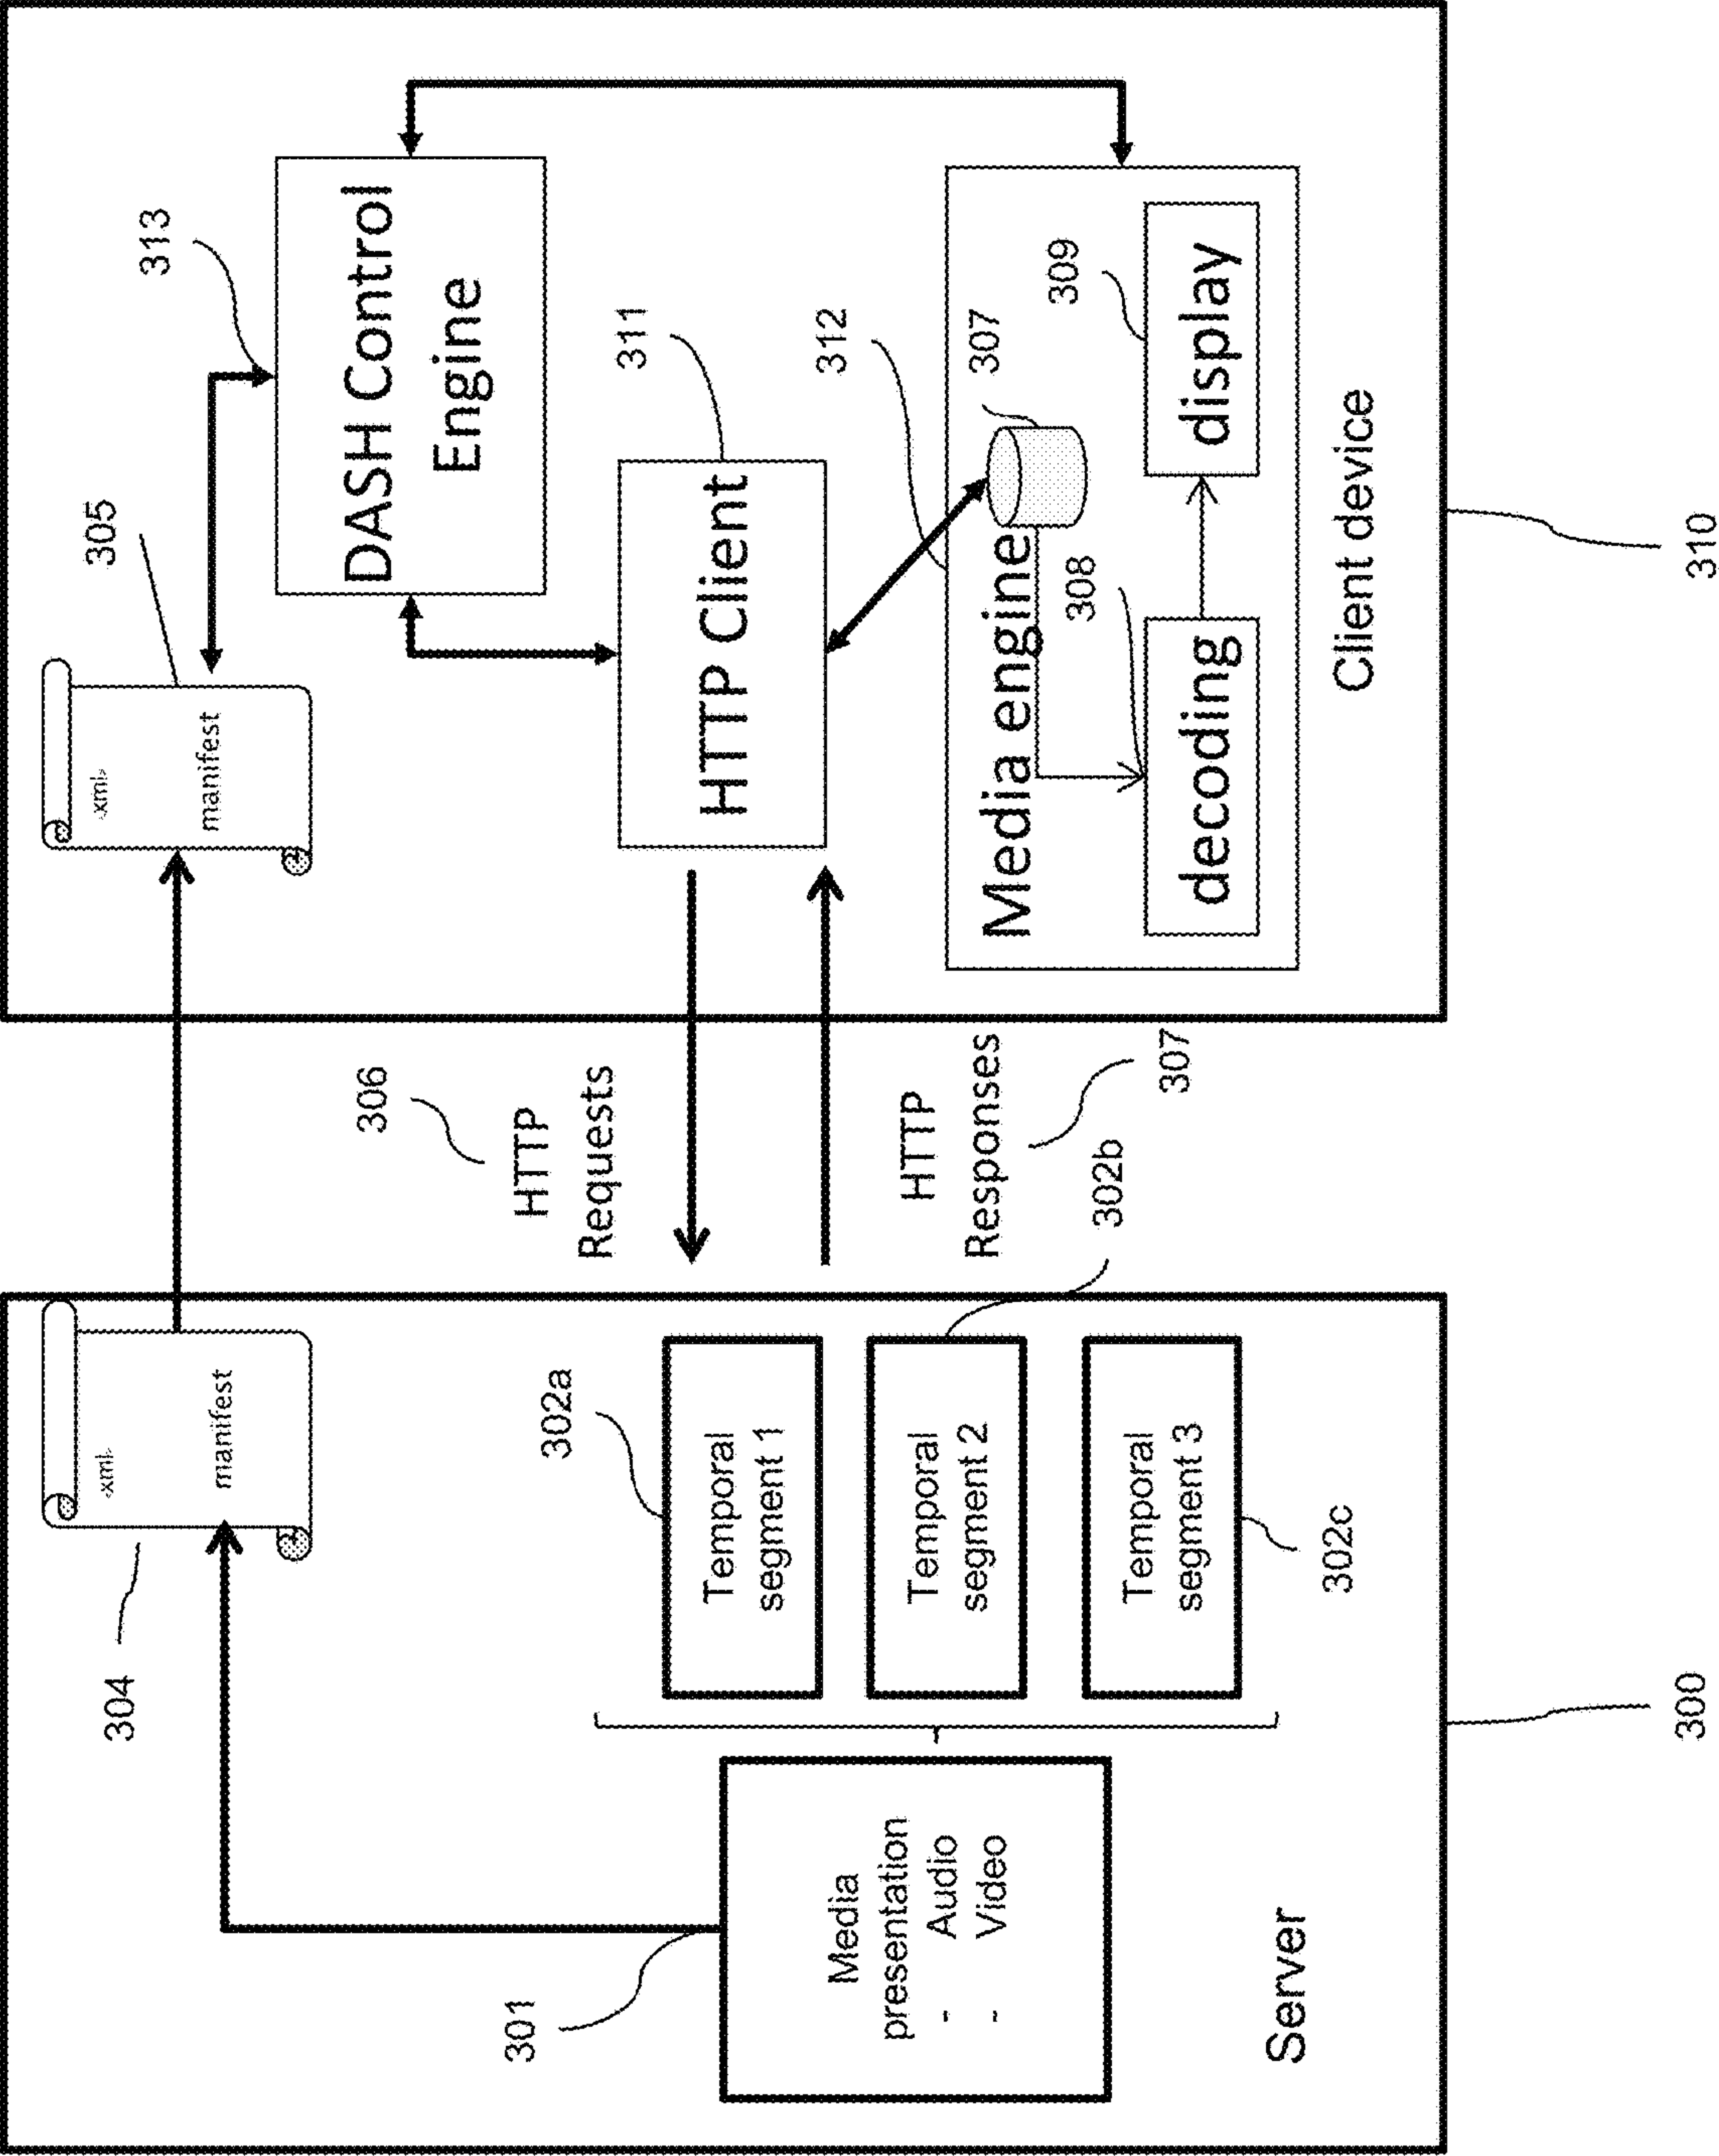 304
<xml>
manifest
301
Media
presentation
- Audio
- Video
302a
Temporal
segment 1
Temporal
segment 2
302b
Temporal
segment 3
302c
Server
300
306
HTTP
Requests
HTTP
Responses
307
305
<xml>
manifest
313
DASH Control
Engine
311
HTTP Client
312
Media engine
307
308
decoding
309
display
Client device
310